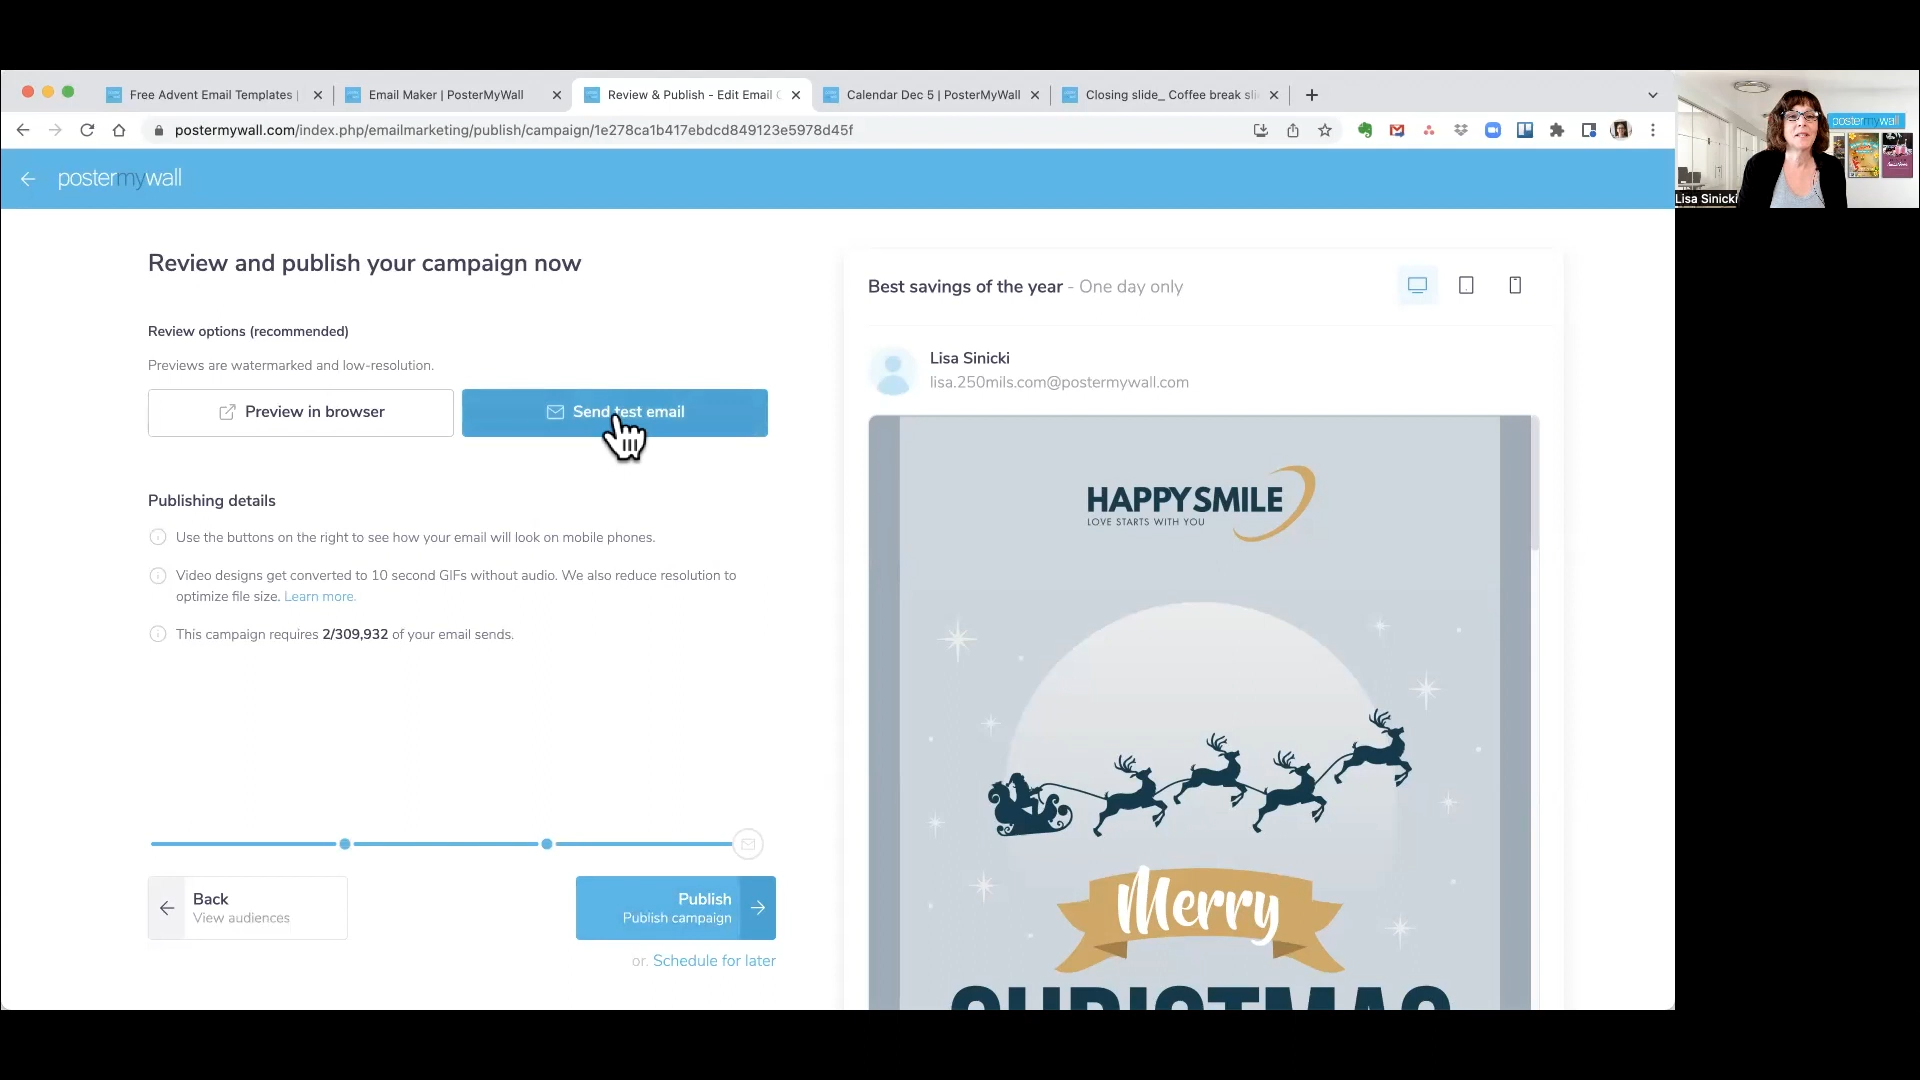 Free Advent Email Templates |
Email Maker | PosterMyWall
Review & Publish - Edit Email C
Calendar Dec 5 | PosterMyWall
Closing slide_ Coffee break sli
postermywall.com/index.php/emailmarketing/publish/campaign/1e278ca1b417ebdcd849123e5978d45f
postermywall
Lisa Sinicki
postermywall
Review and publish your campaign now
Review options (recommended)
Previews are watermarked and low-resolution.
Preview in browser
Send test email
Publishing details
Use the buttons on the right to see how your email will look on mobile phones.
Video designs get converted to 10 second GIFs without audio. We also reduce resolution to
optimize file size. Learn more.
This campaign requires 2/309,932 of your email sends.
Back
View audiences
Publish
Publish campaign
or. Schedule for later
Best savings of the year - One day only
Lisa Sinicki
lisa.250mils.com@postermywall.com
HAPPYSMILE
LOVE STARTS WITH YOU
Merry
CHRISTMAS